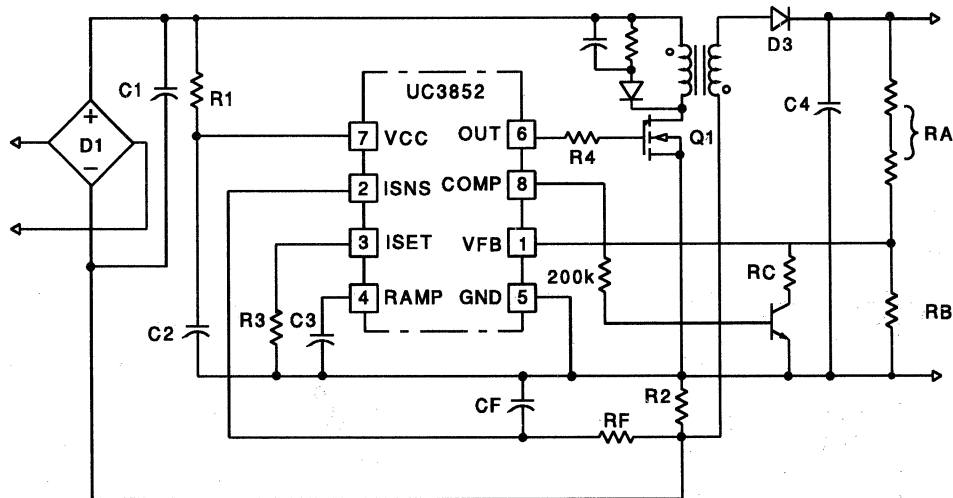 D3
C1
R1
UC3852
C4
+
D1
−
7 VCC
OUT 6
R4
Q1
RA
2 ISNS
COMP 8
3 ISET
VFB 1
200k
RC
4 RAMP
GND 5
C2
R3
C3
RB
CF
R2
RF